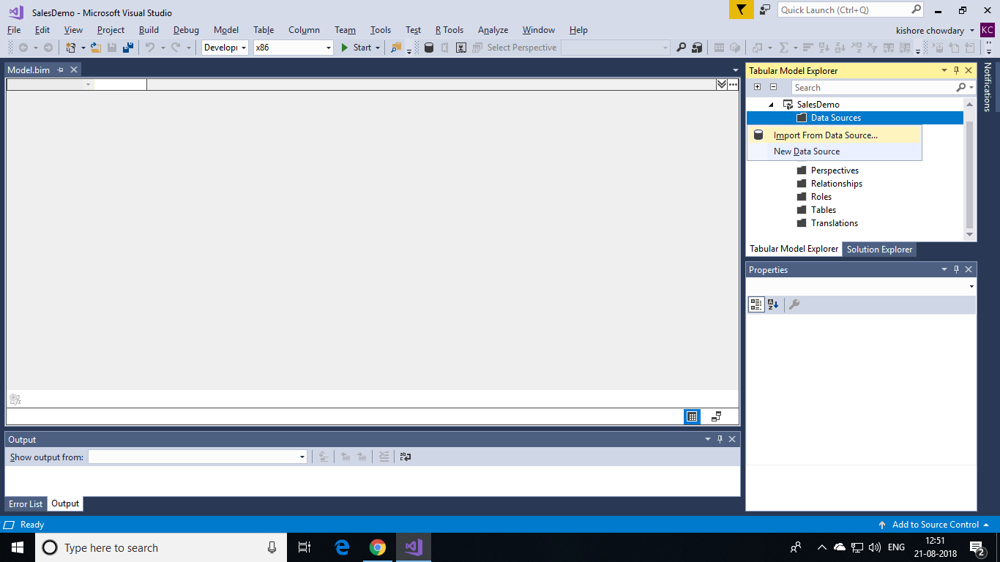 SalesDemo - Microsoft Visual Studio
Quick Launch (Ctrl+Q)
File Edit View Project Build Debug Model Table Column Team Tools Test R Tools Analyze Window Help
kishore chowdary KC
x86 Start Select Perspective
Model.bim
Tabular Model Explorer
Search
SalesDemo
Data Sources
Import From Data Source...
New Data Source
Perspectives
Relationships
Roles
Tables
Translations
Tabular Model Explorer Solution Explorer
Properties
Notifications
Output
Show output from:
Error List Output
Ready
Add to Source Control
Type here to search
ENG
12:51
21-08-2018
2